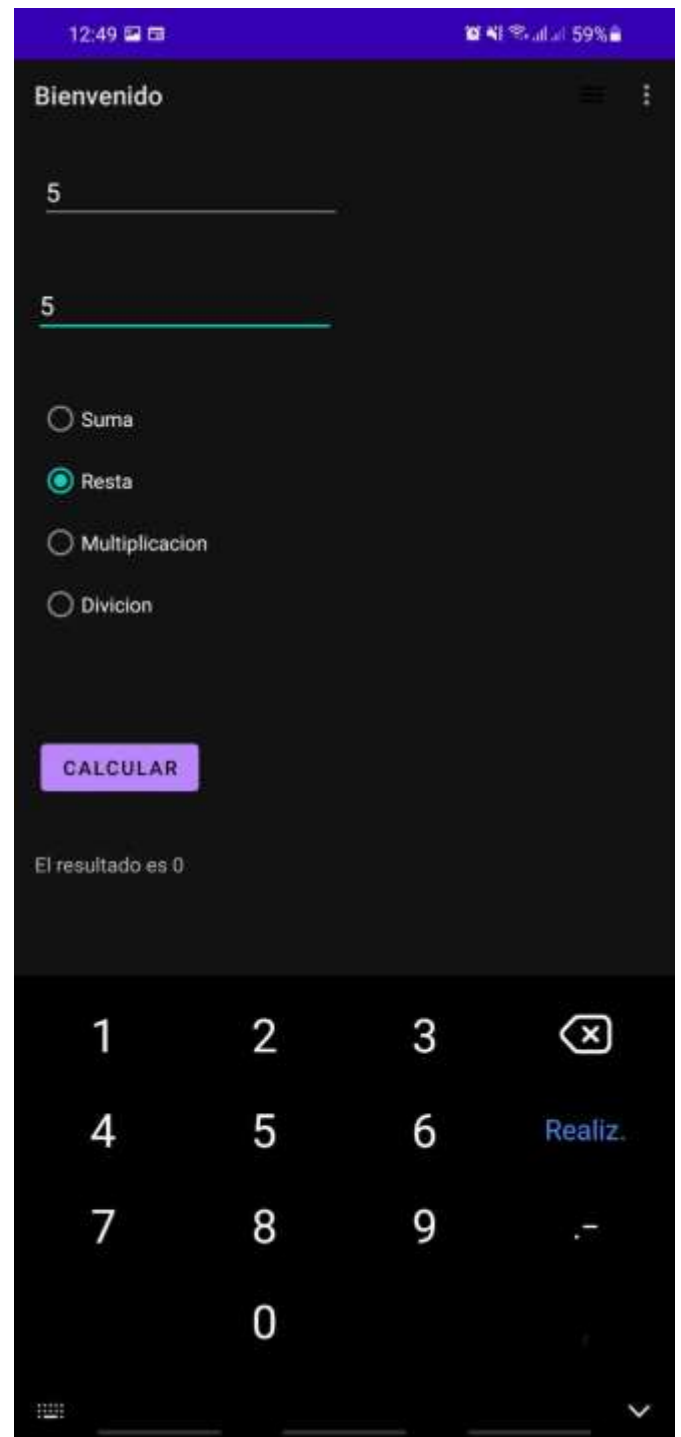 12:49 59%
Bienvenido
5
5
Suma
Resta
Multiplicacion
Divicion
CALCULAR
El resultado es 0
1 2 3
4 5 6 Realiz.
7 8 9 .-
0